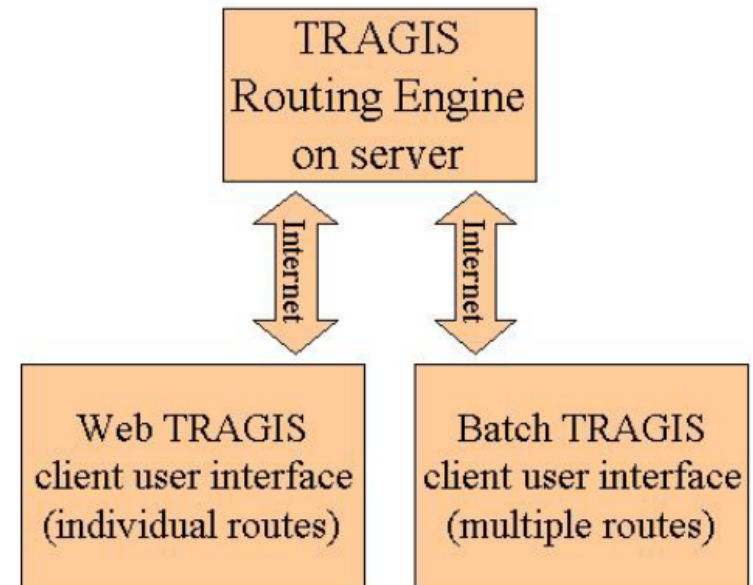 TRAGIS
Routing Engine
on server
Internet
Internet
Web TRAGIS
client user interface
(individual routes)
Batch TRAGIS
client user interface
(multiple routes)